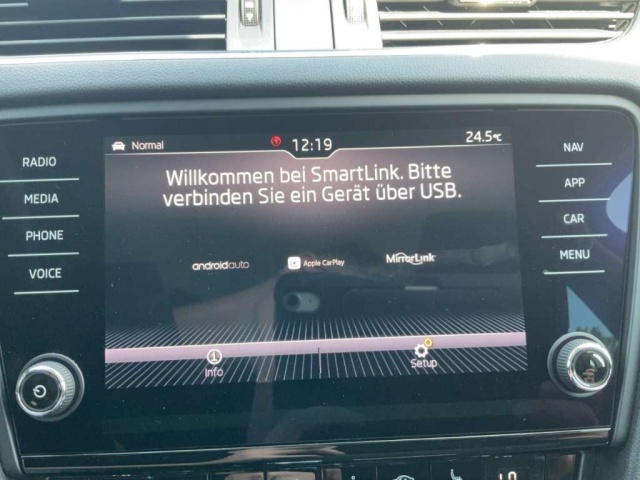 Normal
12:19
24.5°C
RADIO
MEDIA
PHONE
VOICE
Willkommen bei SmartLink. Bitte
verbinden Sie ein Gerät über USB.
androidauto
Apple CarPlay
MirrorLink
NAV
APP
CAR
MENU
Info
Setup
LO